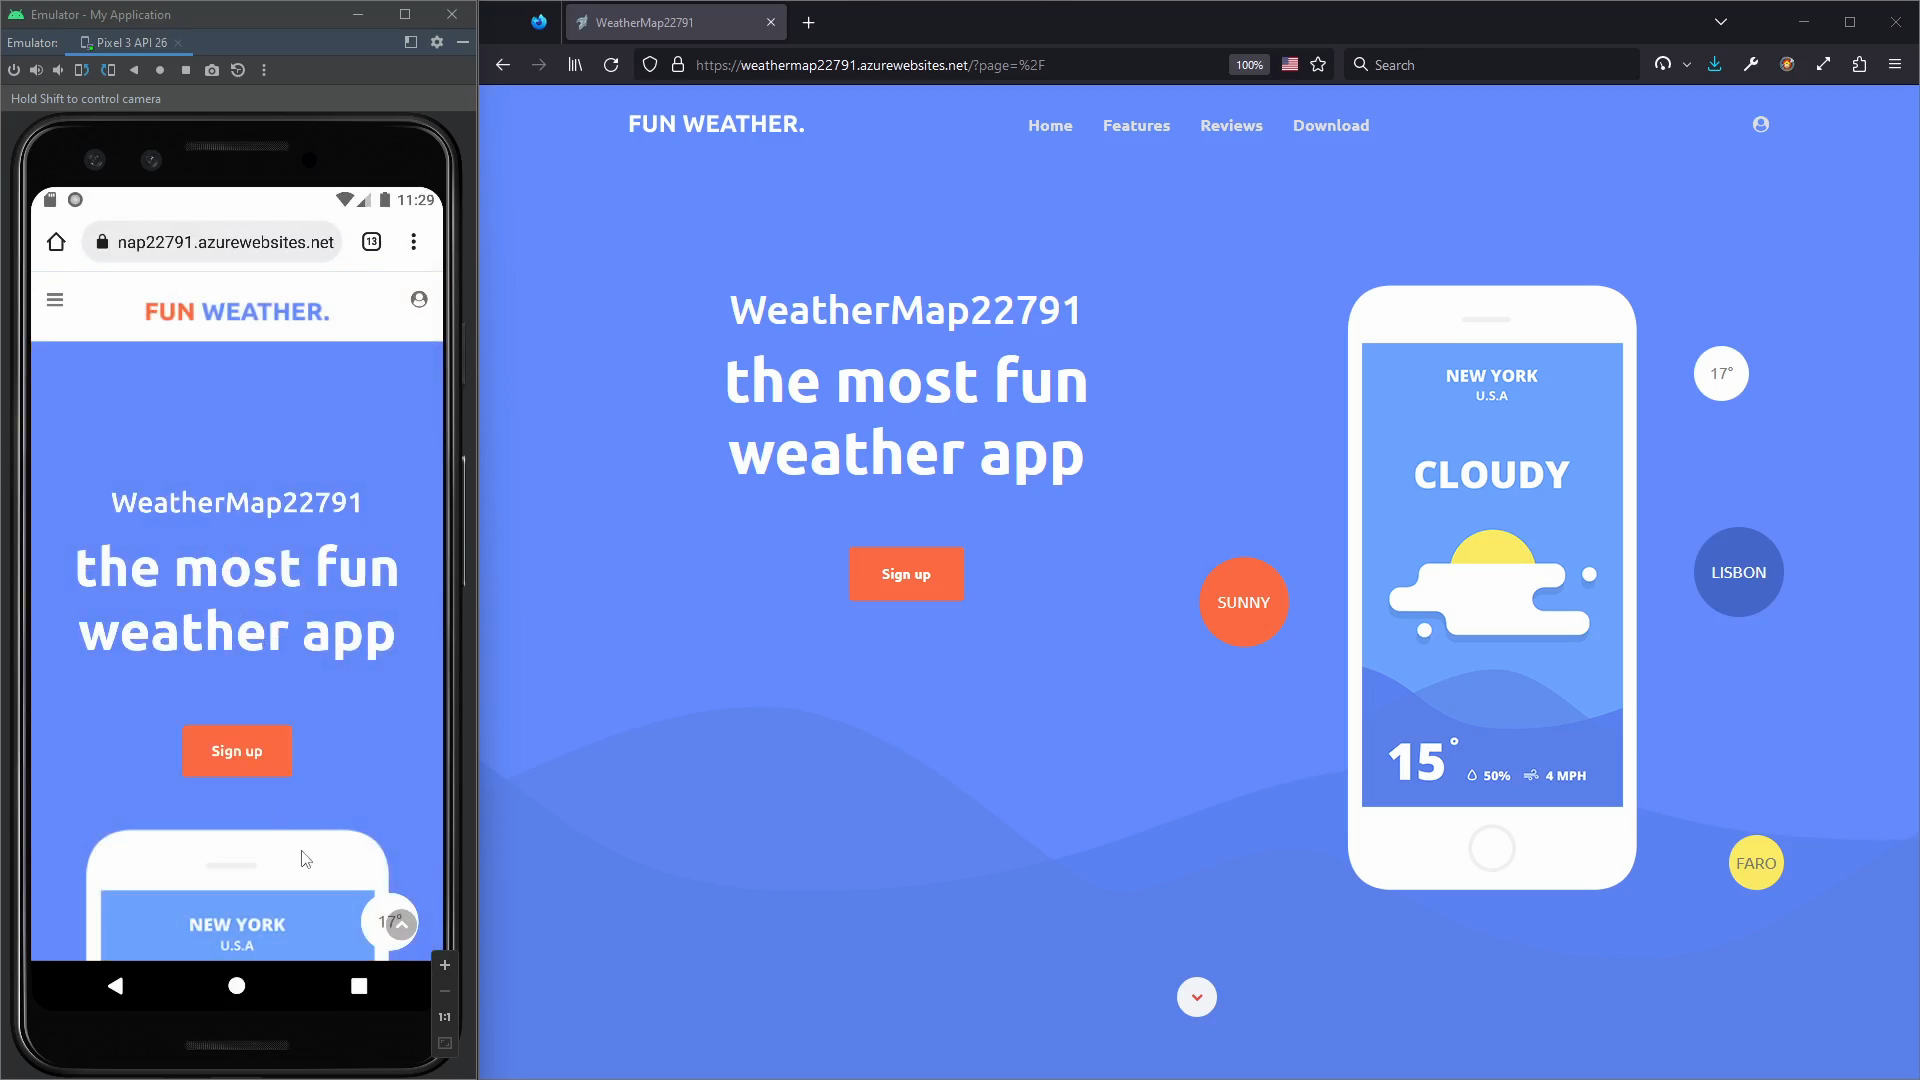 Emulator - My Application
Emulator: Pixel 3 API 26
Hold Shift to control camera
11:29
nap22791.azurewebsites.net
13
FUN WEATHER.
WeatherMap22791
the most fun
weather app
Sign up
NEW YORK
U.S.A
17°
1:1
WeatherMap22791
https://weathermap22791.azurewebsites.net/?page=%2F
100%
Search
FUN WEATHER.
Home Features Reviews Download
WeatherMap22791
the most fun
weather app
Sign up
SUNNY
NEW YORK
U.S.A
CLOUDY
15°
50% 4 MPH
17°
LISBON
FARO